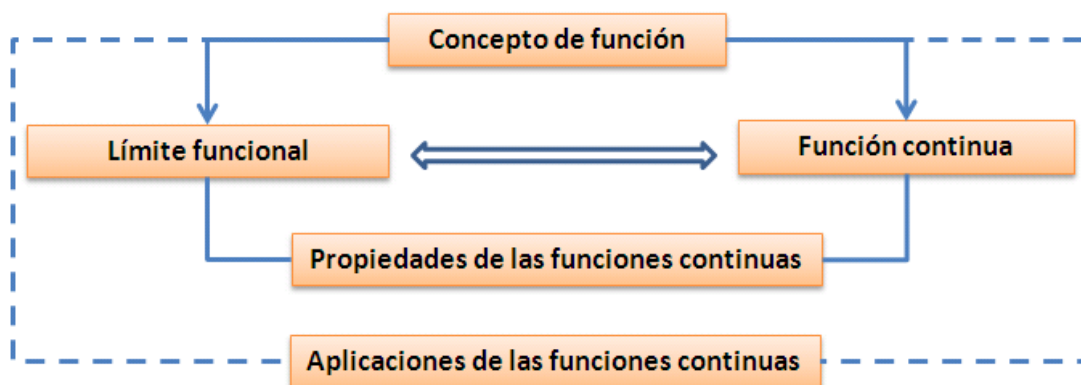 Concepto de función
Límite funcional
Función continua
Propiedades de las funciones continuas
Aplicaciones de las funciones continuas